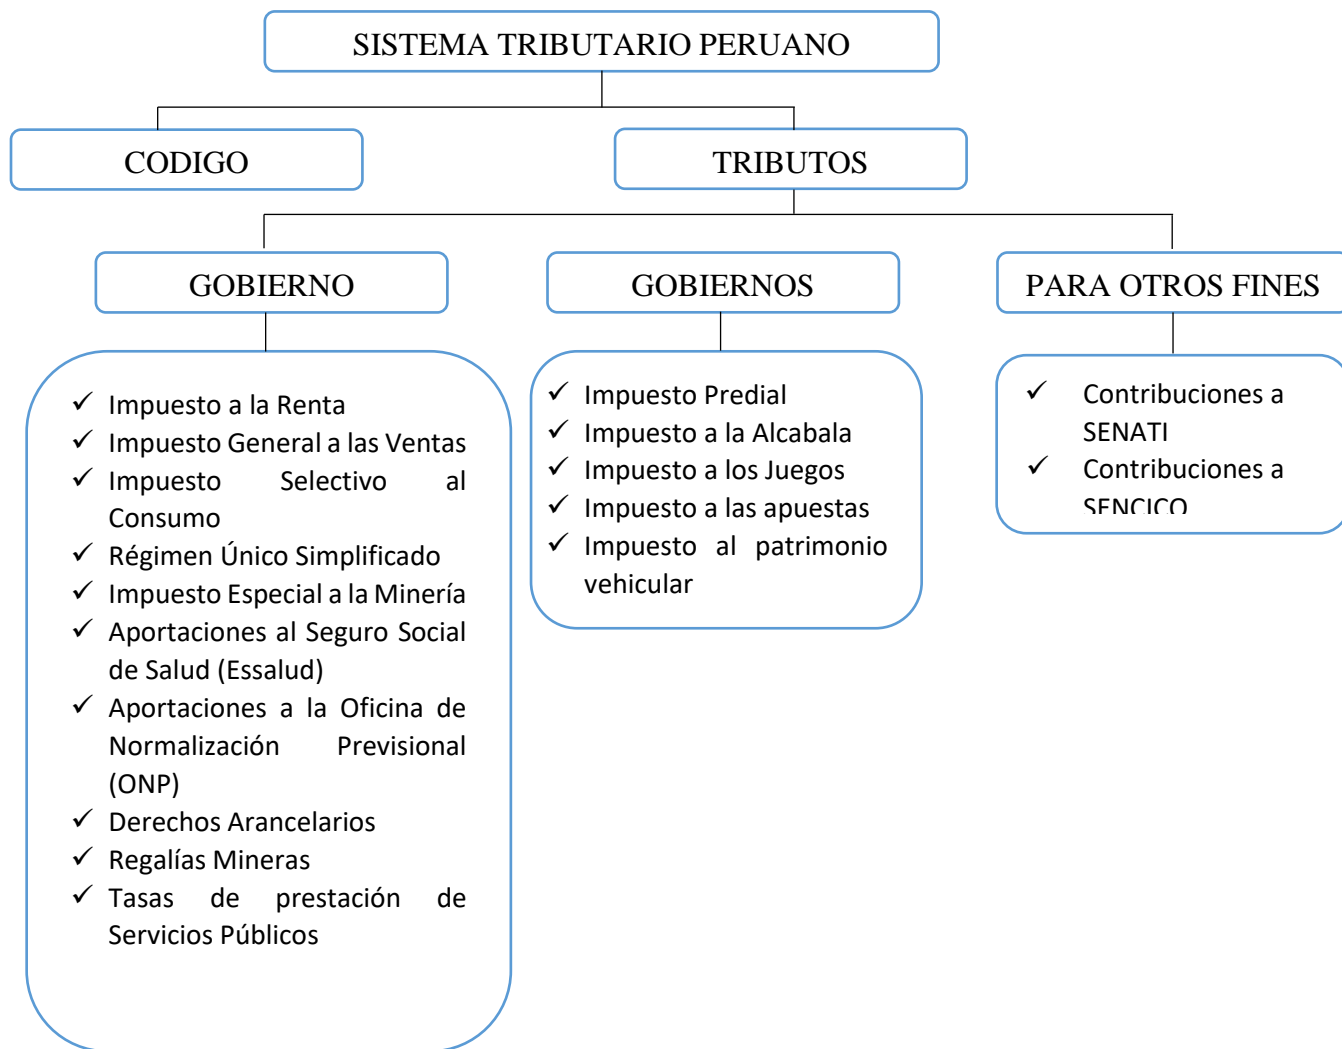 SISTEMA TRIBUTARIO PERUANO
CODIGO
TRIBUTOS
GOBIERNO
GOBIERNOS
PARA OTROS FINES
✓ Impuesto a la Renta
✓ Impuesto General a las Ventas
✓ Impuesto Selectivo al
Consumo
✓ Régimen Único Simplificado
✓ Impuesto Especial a la Minería
✓ Aportaciones al Seguro Social
de Salud (Essalud)
✓ Aportaciones a la Oficina de
Normalización Previsional
(ONP)
✓ Derechos Arancelarios
✓ Regalías Mineras
✓ Tasas de prestación de
Servicios Públicos
✓ Impuesto Predial
✓ Impuesto a la Alcabala
✓ Impuesto a los Juegos
✓ Impuesto a las apuestas
✓ Impuesto al patrimonio
vehicular
✓ Contribuciones a
SENATI
✓ Contribuciones a
SENCICO